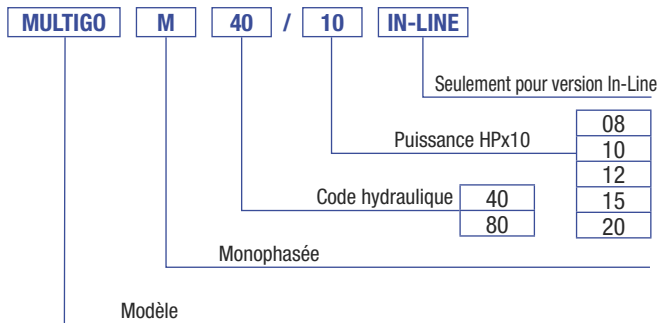 MULTIGO M 40 / 10 IN-LINE
Seulement pour version In-Line
Puissance HPx10
08
10
12
15
20
Code hydraulique
40
80
Monophasée
Modèle